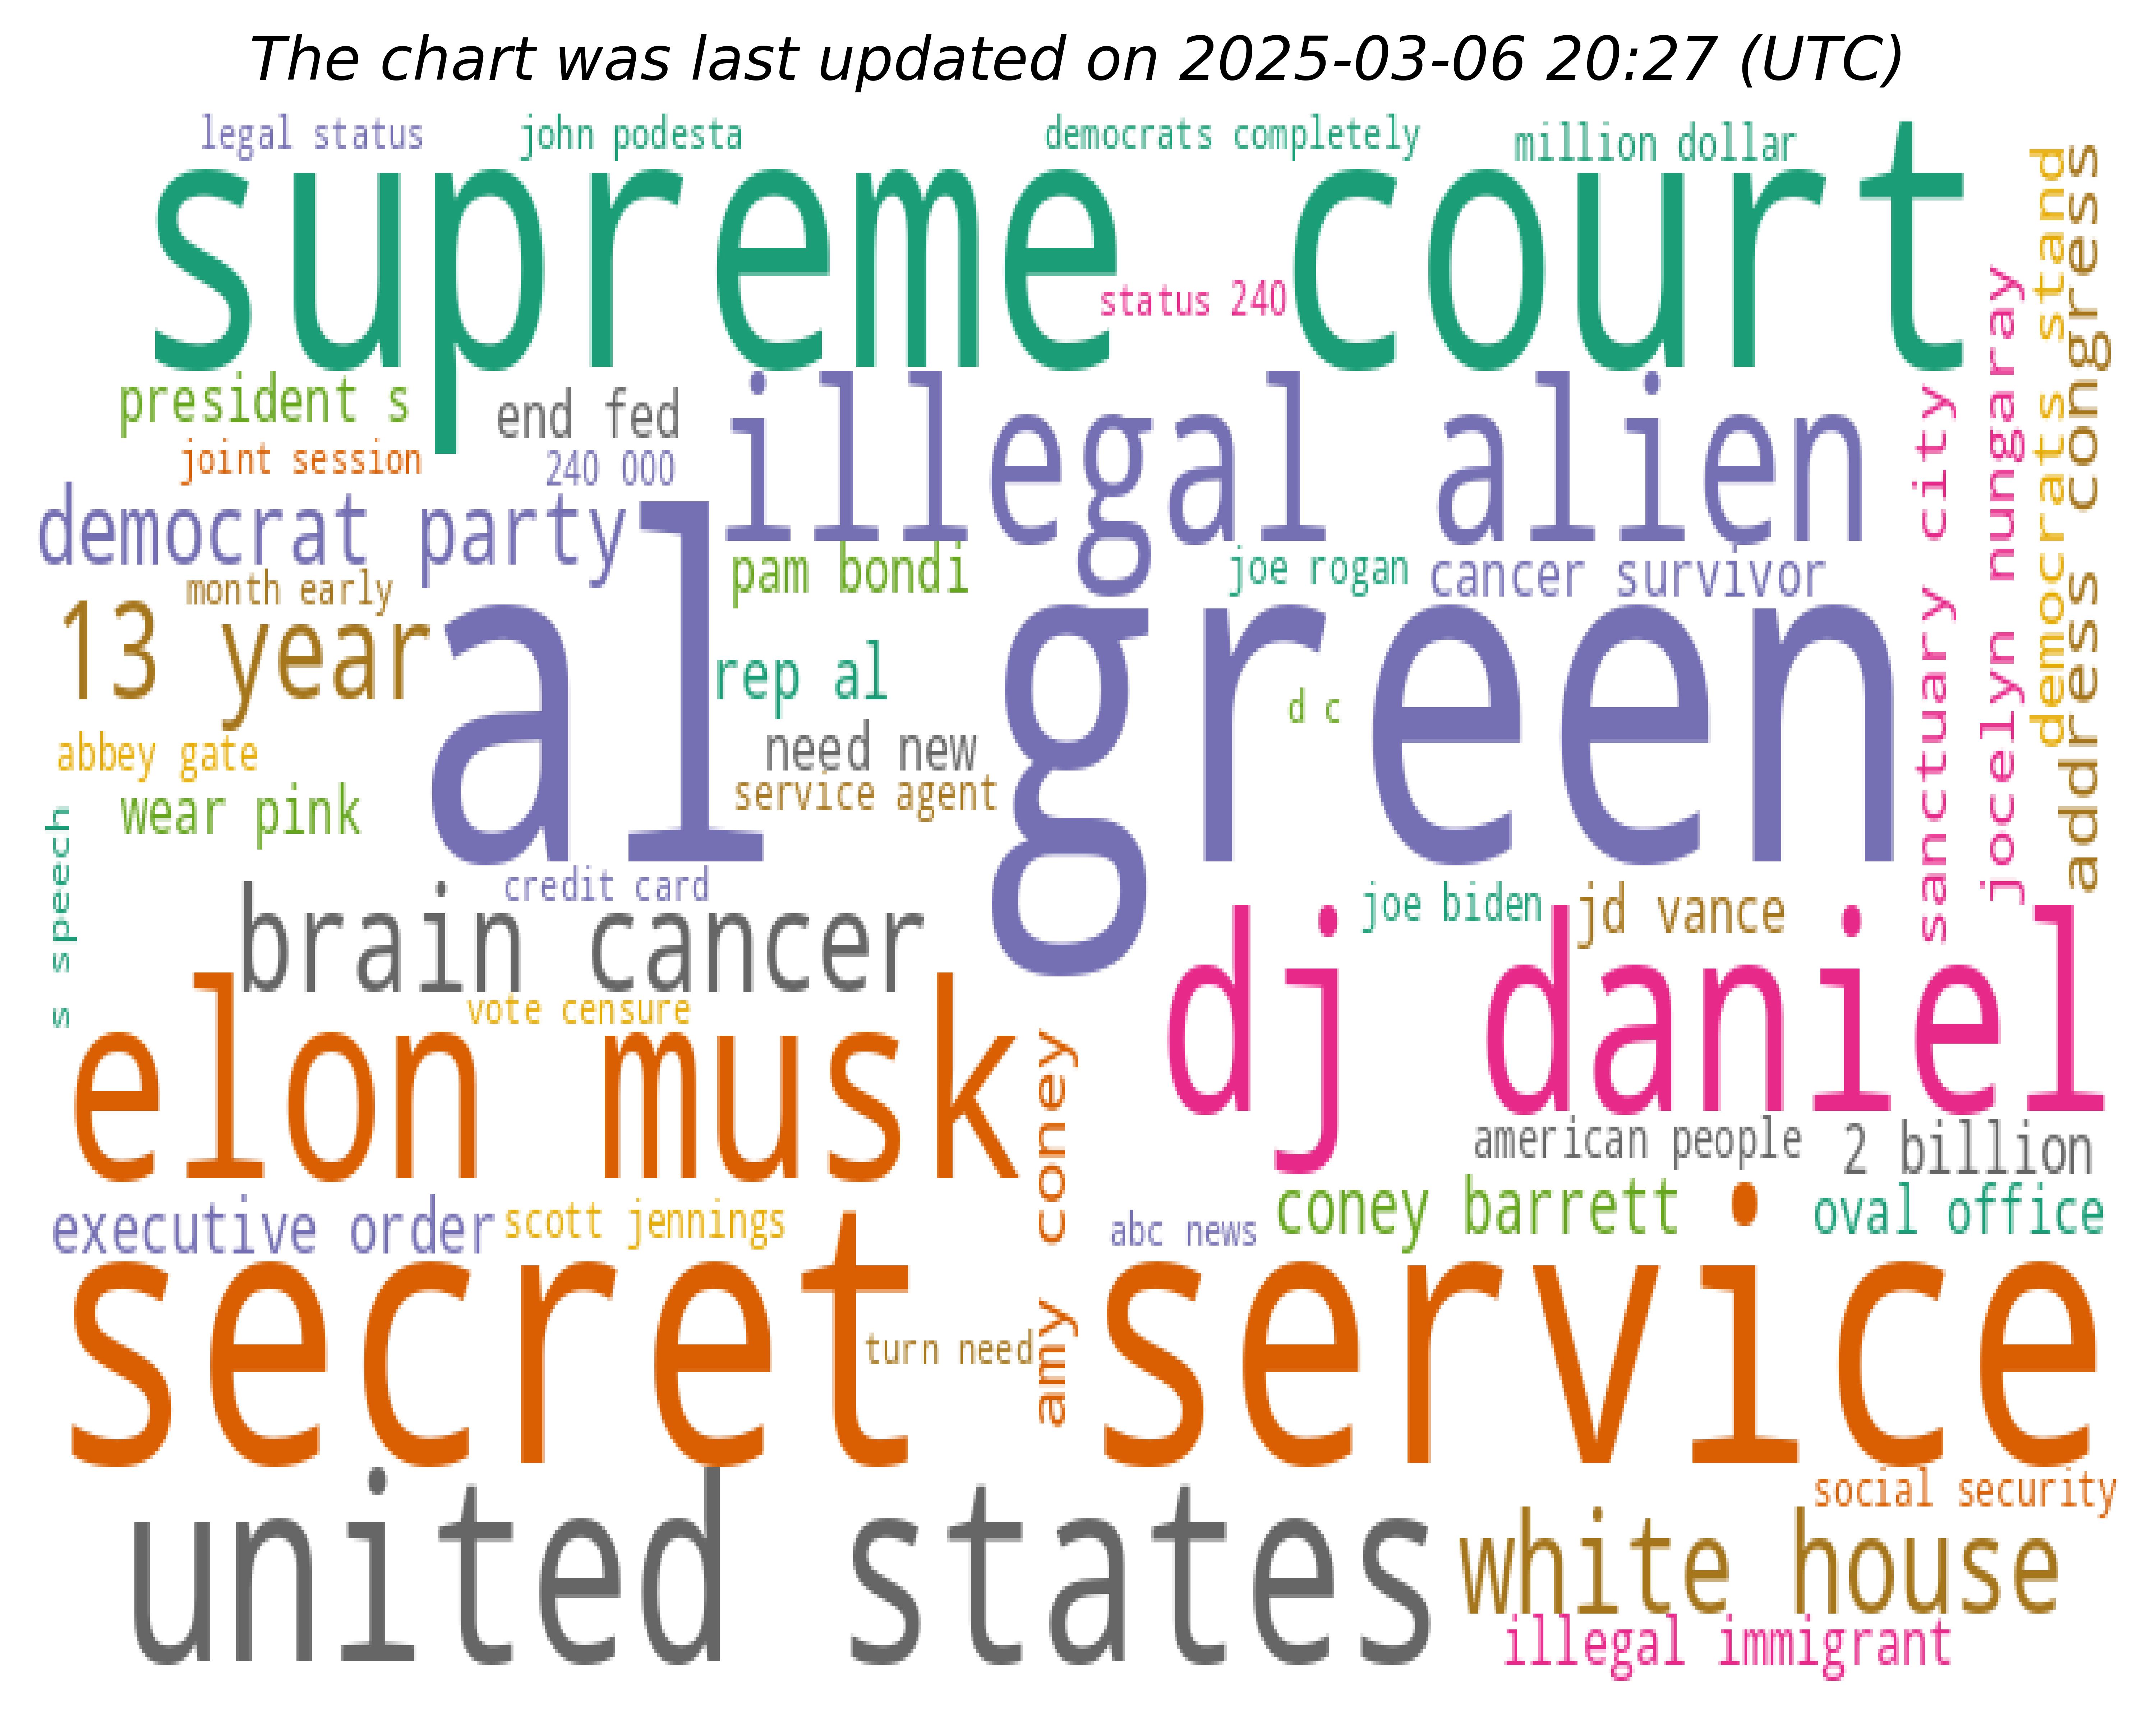 The chart was last updated on 2025-03-06 20:27 (UTC)
legal status
john podesta
democrats completely
million dollar
supreme court
status 240
democrats stand
address congress
president s
end fed
illegal alien
sanctuary city
jocelyn nungaray
joint session
240 000
democrat party
pam bondi
joe rogan
cancer survivor
month early
13 year
al green
rep al
d c
abbey gate
need new
service agent
wear pink
s speech
credit card
joe biden
jd vance
brain cancer
dj daniel
vote censure
elon musk
amy coney
american people
2 billion
executive order
scott jennings
abc news
coney barrett
oval office
secret service
turn need
social security
united states
white house
illegal immigrant